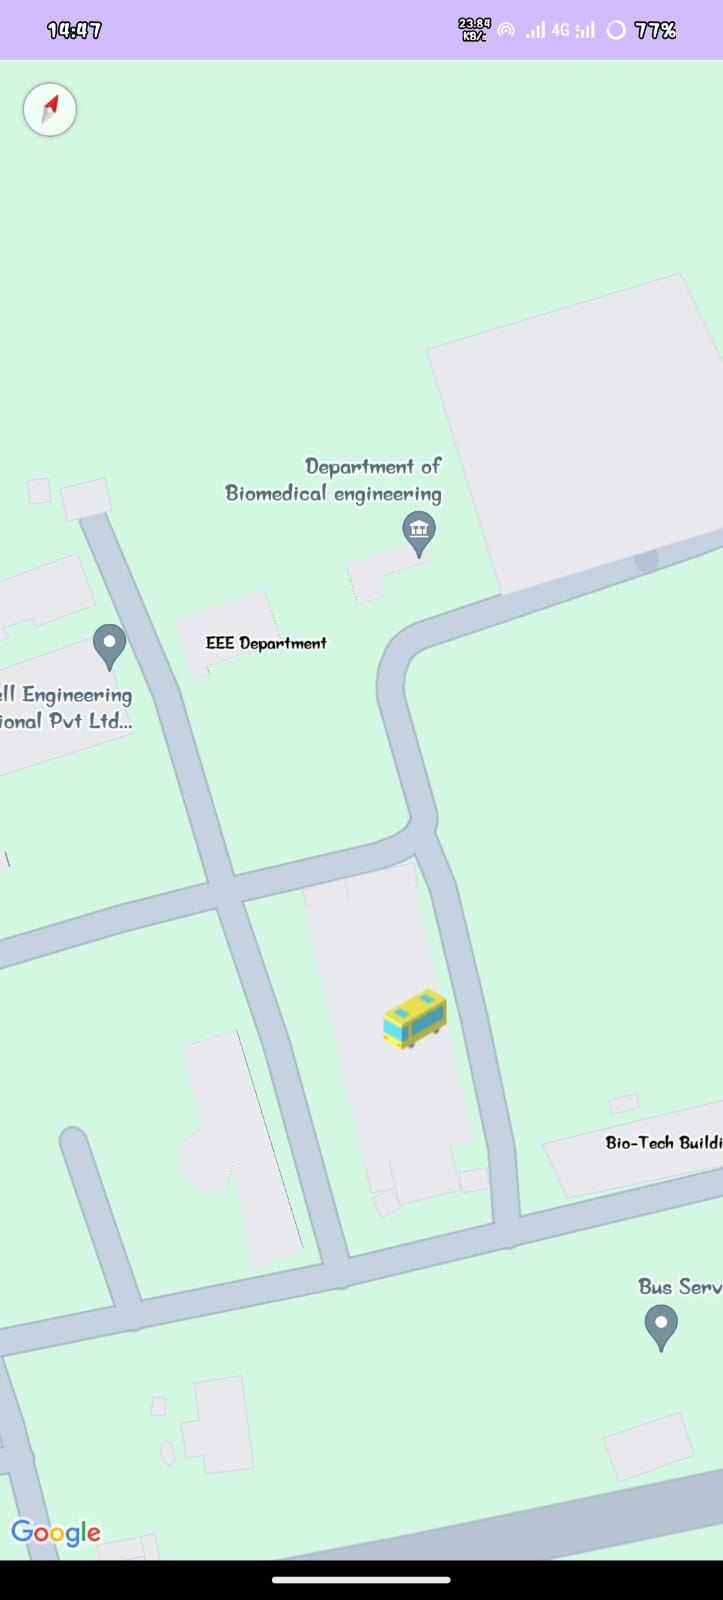 14:47
23.84
KB/s
4G
77%
Department of
Biomedical engineering
EEE Department
ell Engineering
ional Pvt Ltd...
Bio-Tech Buildi
Bus Serv
Google